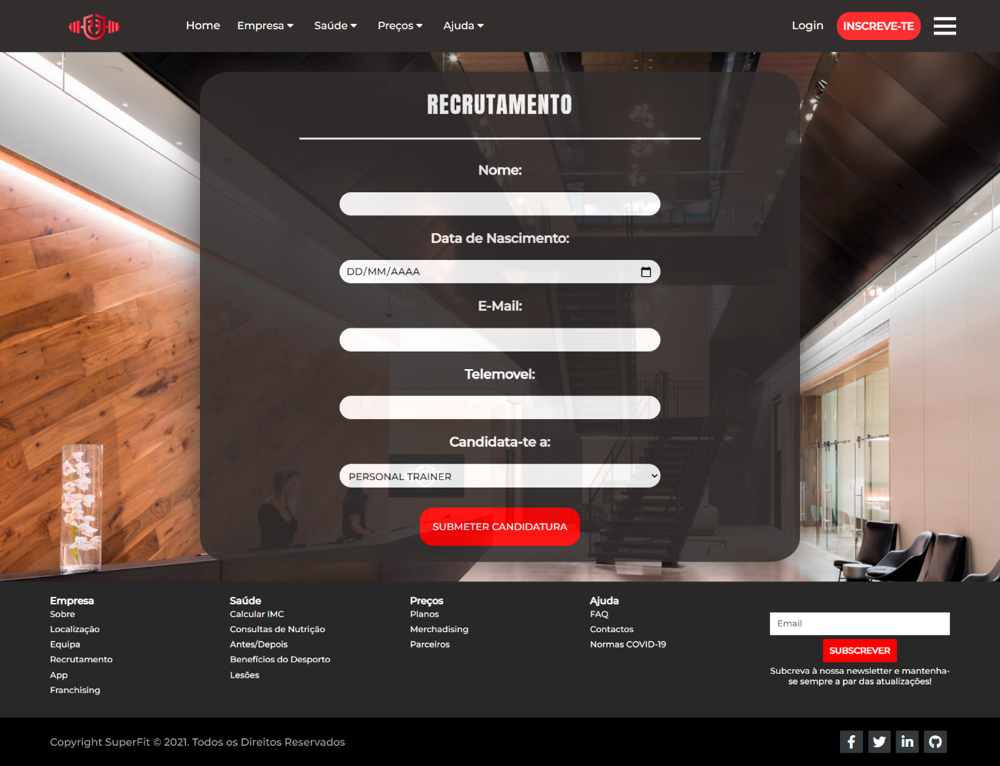 Home Empresa Saúde Preços Ajuda Login INSCREVE-TE
RECRUTAMENTO
Nome:
Data de Nascimento:
DD/MM/AAAA
E-Mail:
Telemovel:
Candidata-te a:
PERSONAL TRAINER
SUBMETER CANDIDATURA
Empresa
Sobre
Localização
Equipa
Recrutamento
App
Franchising
Saúde
Calcular IMC
Consultas de Nutrição
Antes/Depois
Benefícios do Desporto
Lesões
Preços
Planos
Merchadising
Parceiros
Ajuda
FAQ
Contactos
Normas COVID-19
Email
SUBSCREVER
Subcreva à nossa newsletter e mantenha-
se sempre a par das atualizações!
Copyright SuperFit © 2021. Todos os Direitos Reservados